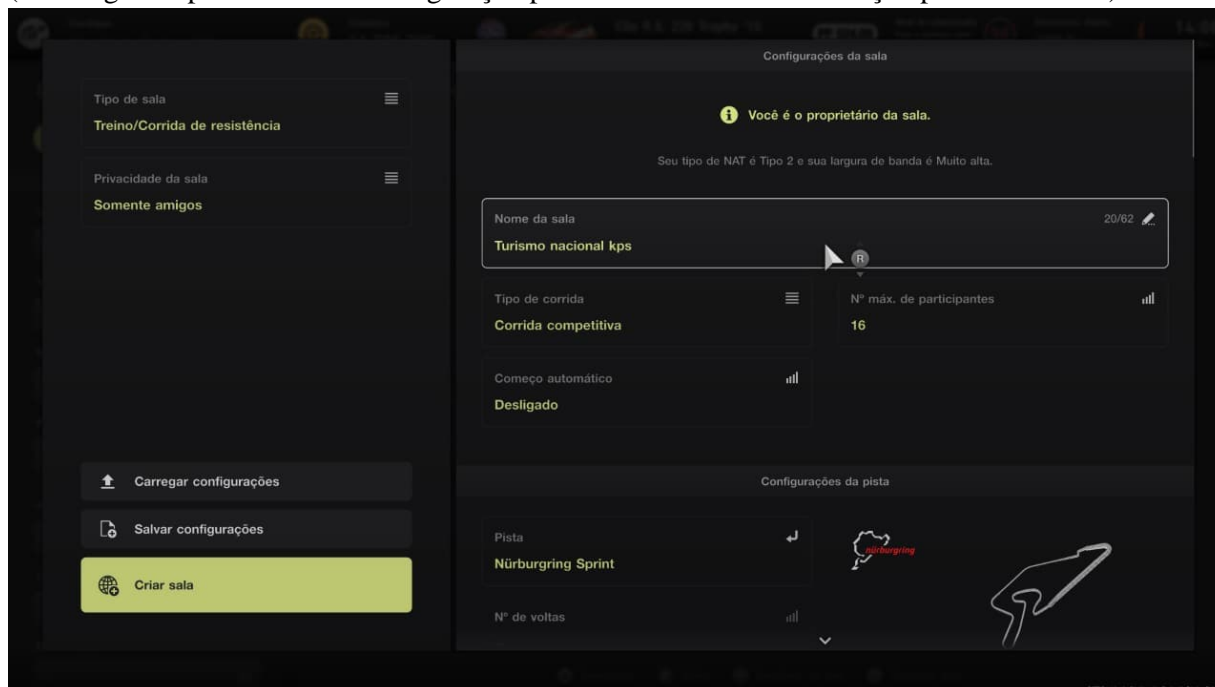 Configurações da sala
Tipo de sala
Treino/Corrida de resistência
Privacidade da sala
Somente amigos
Você é o proprietário da sala.
Seu tipo de NAT é Tipo 2 e sua largura de banda é Muito alta.
Nome da sala
20/62
Turismo nacional kps
R
Tipo de corrida
Corrida competitiva
Nº máx. de participantes
16
Começo automático
Desligado
Carregar configurações
Salvar configurações
Criar sala
Configurações da pista
Pista
Nürburgring Sprint
nürburgring
Nº de voltas